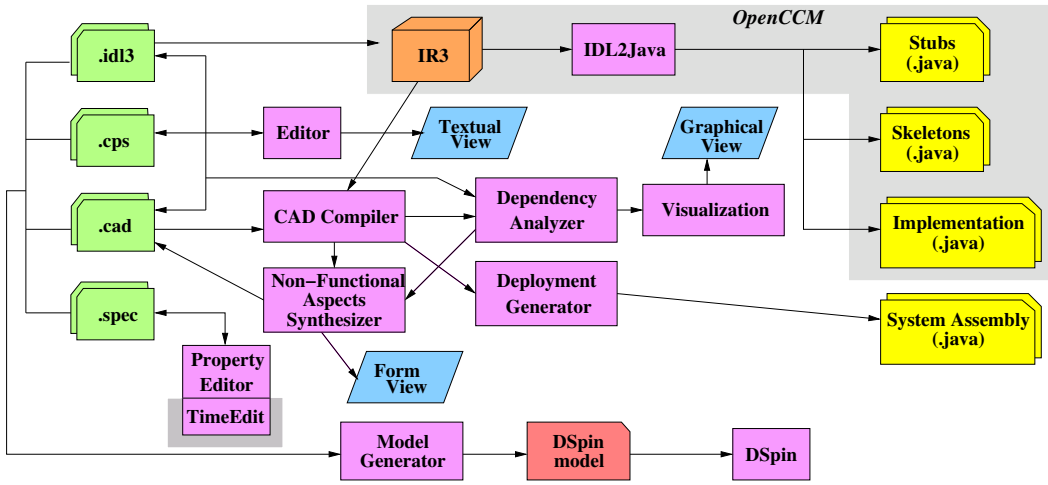 OpenCCM
.idl3
IR3
IDL2Java
Stubs
(.java)
.cps
Editor
Textual
View
Graphical
View
Skeletons
(.java)
.cad
CAD Compiler
Dependency
Analyzer
Visualization
Implementation
(.java)
.spec
Non−Functional
Aspects
Synthesizer
Deployment
Generator
System Assembly
(.java)
Property
Editor
TimeEdit
Form
View
Model
Generator
DSpin
model
DSpin